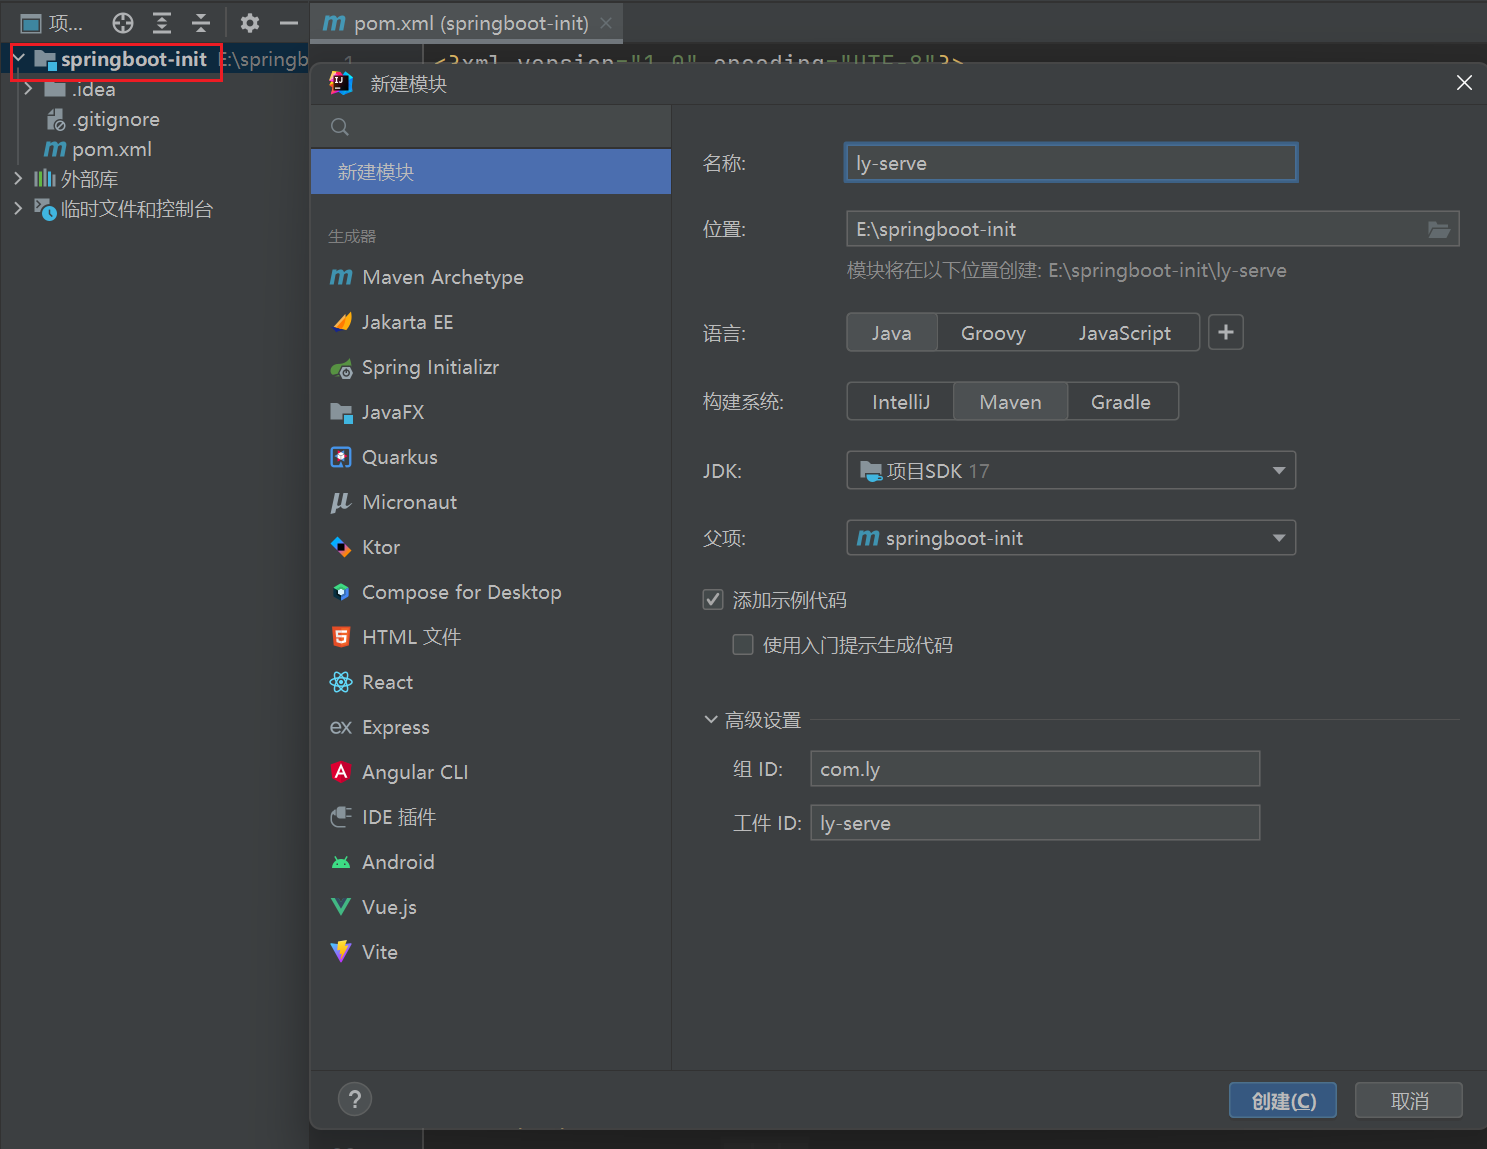 项...
pom.xml (springboot-init)
springboot-init E:\springb
<?xml version="1.0" encoding="UTF-8"?>
.idea
.gitignore
pom.xml
外部库
临时文件和控制台
新建模块
新建模块
生成器
Maven Archetype
Jakarta EE
Spring Initializr
JavaFX
Quarkus
Micronaut
Ktor
Compose for Desktop
HTML 文件
React
Express
Angular CLI
IDE 插件
Android
Vue.js
Vite
名称: ly-serve
位置: E:\springboot-init
模块将在以下位置创建: E:\springboot-init\ly-serve
语言: Java Groovy JavaScript +
构建系统: IntelliJ Maven Gradle
JDK: 项目SDK 17
父项: springboot-init
添加示例代码
使用入门提示生成代码
高级设置
组 ID: com.ly
工件 ID: ly-serve
? 创建(C) 取消